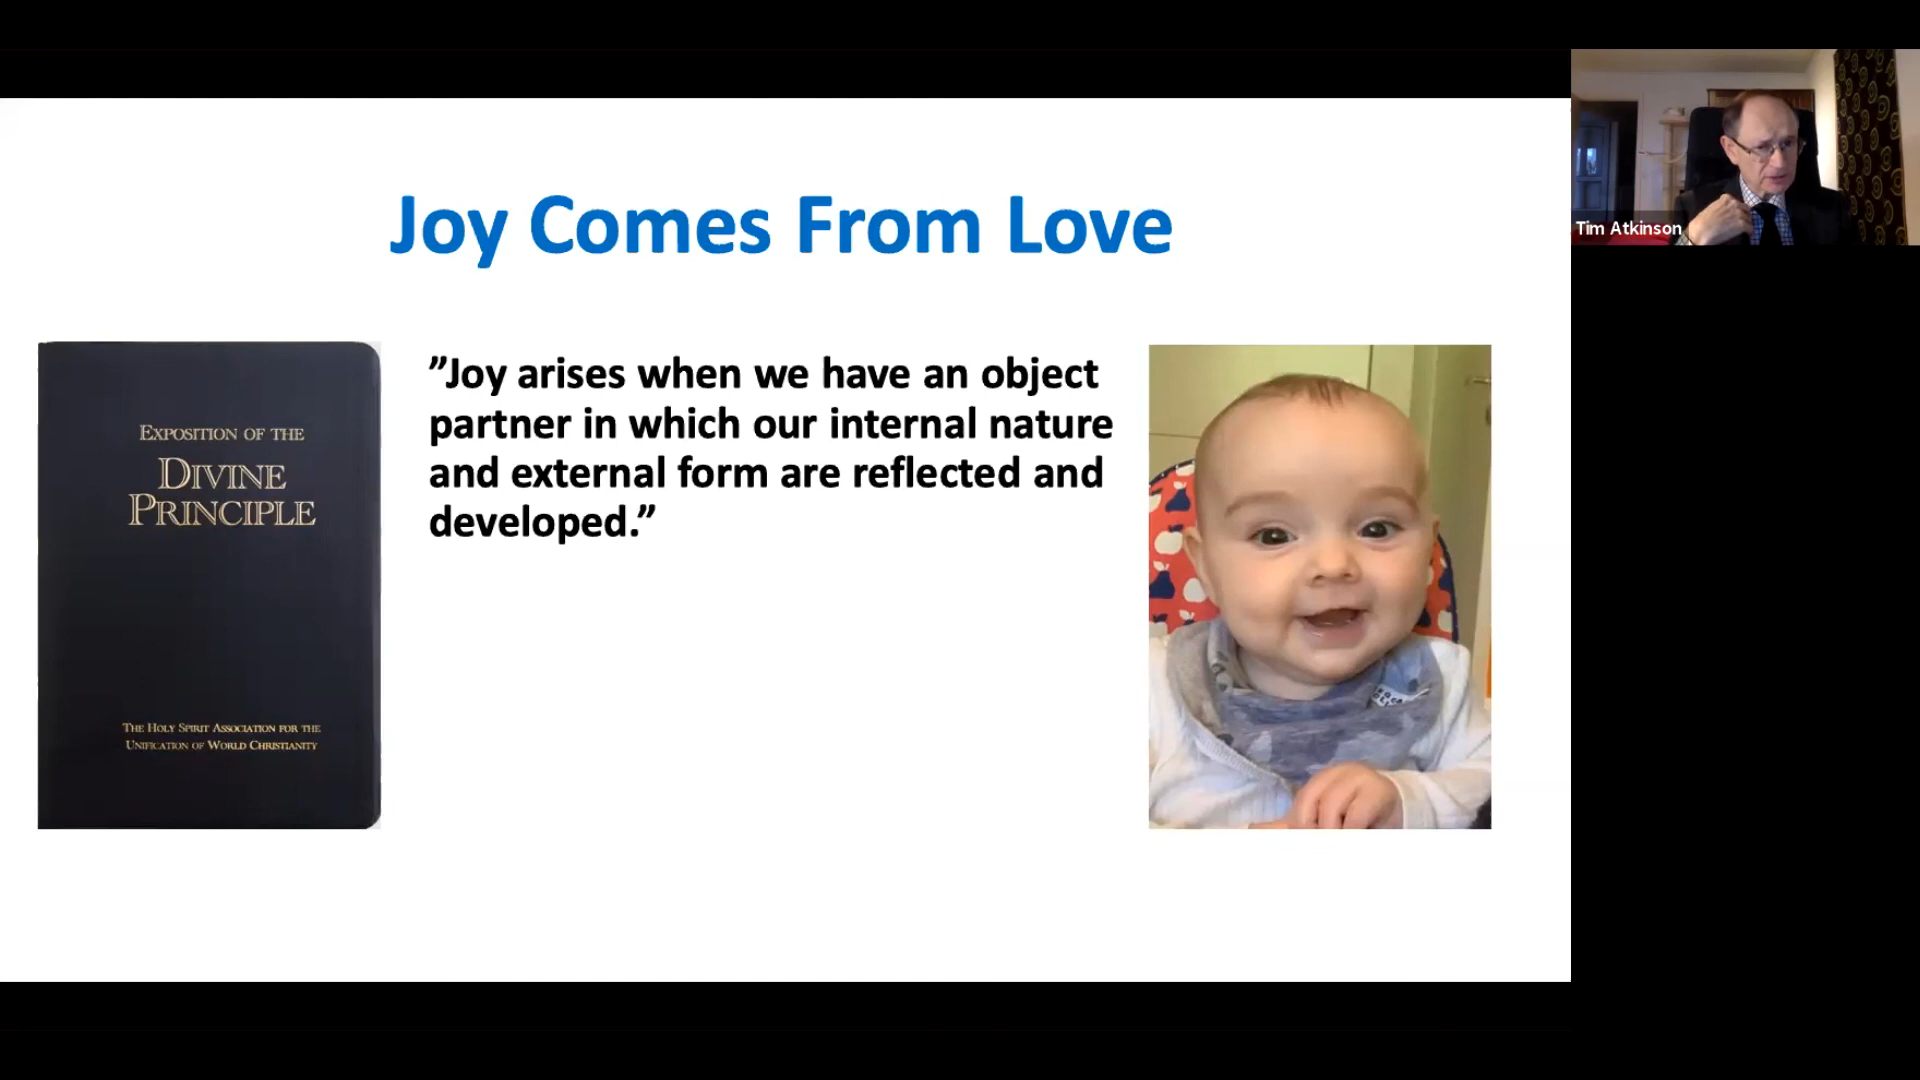 Joy Comes From Love
EXPOSITION OF THE
DIVINE
PRINCIPLE
THE HOLY SPIRIT ASSOCIATION FOR THE
UNIFICATION OF WORLD CHRISTIANITY
”Joy arises when we have an object
partner in which our internal nature
and external form are reflected and
developed.”
Tim Atkinson